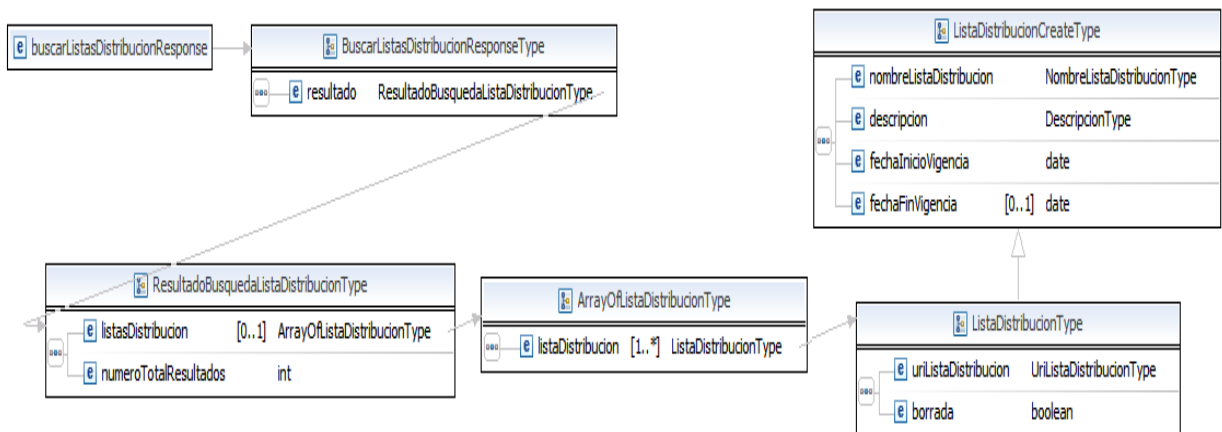 buscarListasDistribucionResponse
BuscarListasDistribucionResponseType
resultado ResultadoBusquedaListaDistribucionType
ListaDistribucionCreateType
nombreListaDistribucion NombreListaDistribucionType
descripcion DescripcionType
fechaInicioVigencia date
fechaFinVigencia [0..1] date
ResultadoBusquedaListaDistribucionType
listasDistribucion [0..1] ArrayOfListaDistribucionType
numeroTotalResultados int
ArrayOfListaDistribucionType
listaDistribucion [1..*] ListaDistribucionType
ListaDistribucionType
uriListaDistribucion UriListaDistribucionType
borrada boolean